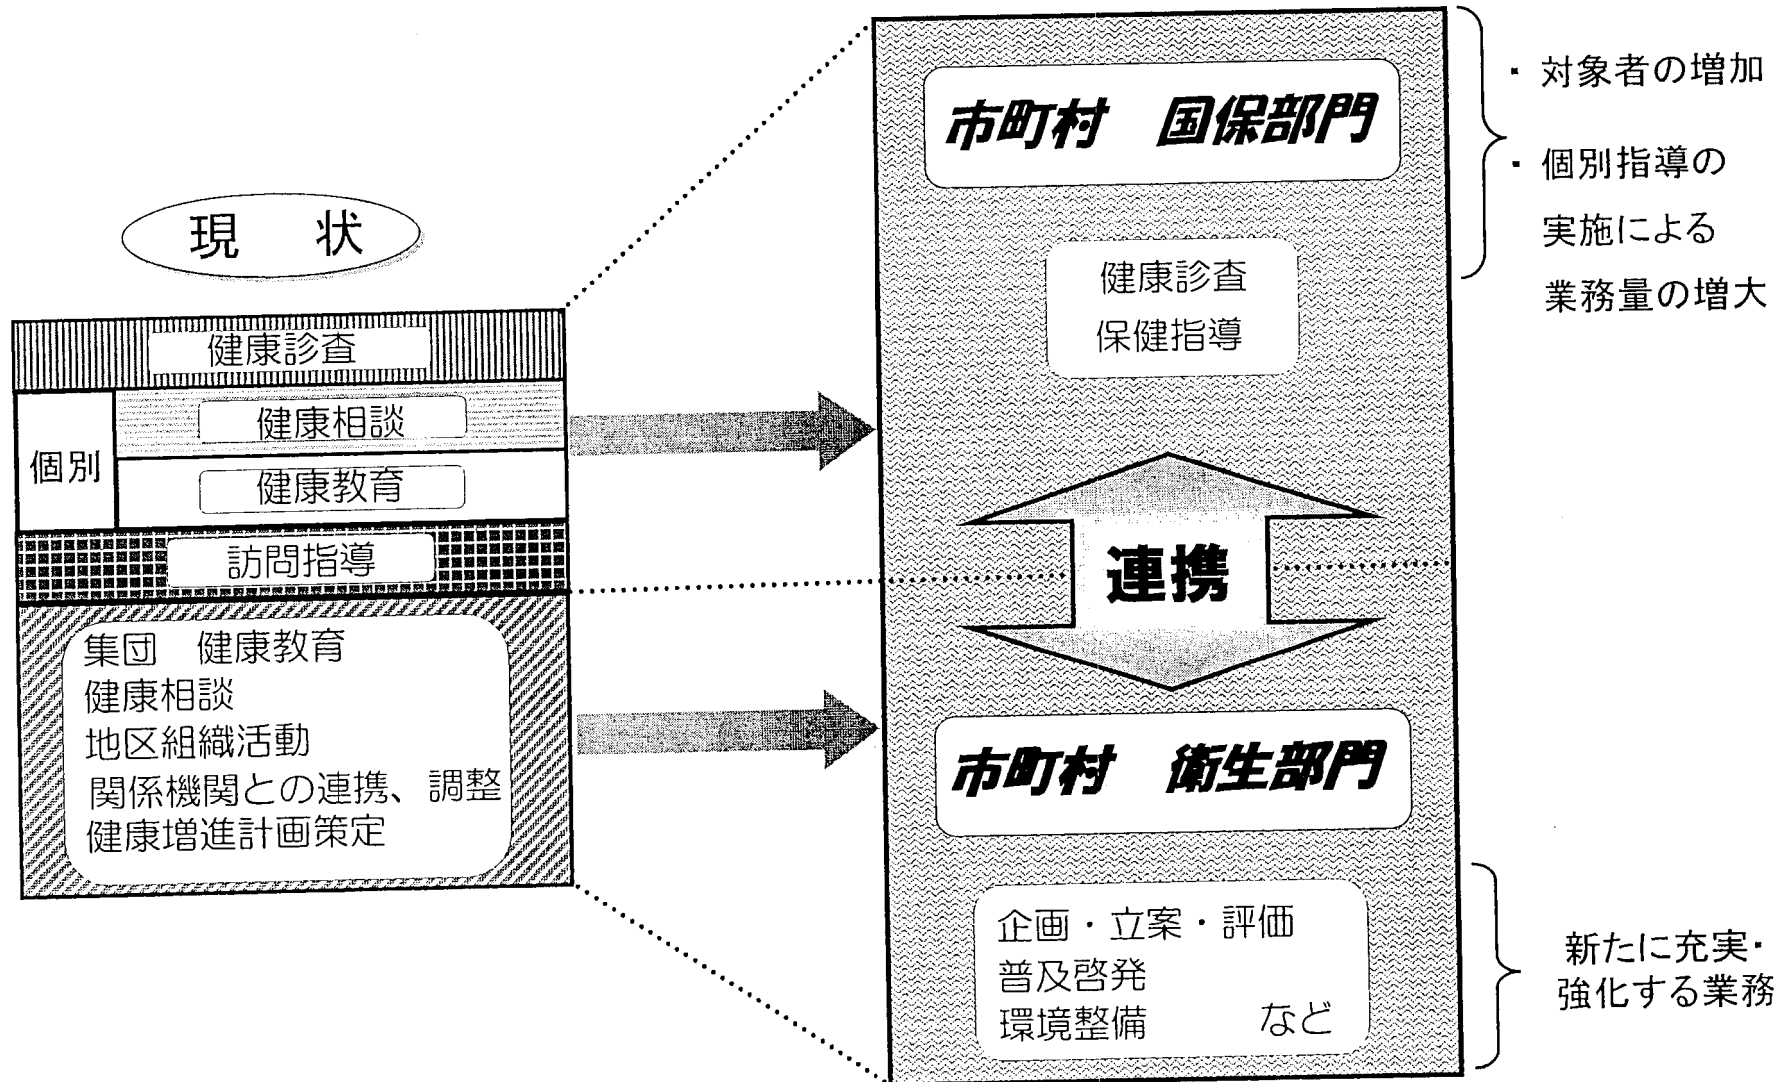 現　状
健康診査
個別
健康相談
健康教育
訪問指導
集団　健康教育
健康相談
地区組織活動
関係機関との連携、調整
健康増進計画策定
市町村　国保部門
健康診査
保健指導
連携
市町村　衛生部門
企画・立案・評価
普及啓発
環境整備　　　など
・対象者の増加
・個別指導の
実施による
業務量の増大
新たに充実・
強化する業務